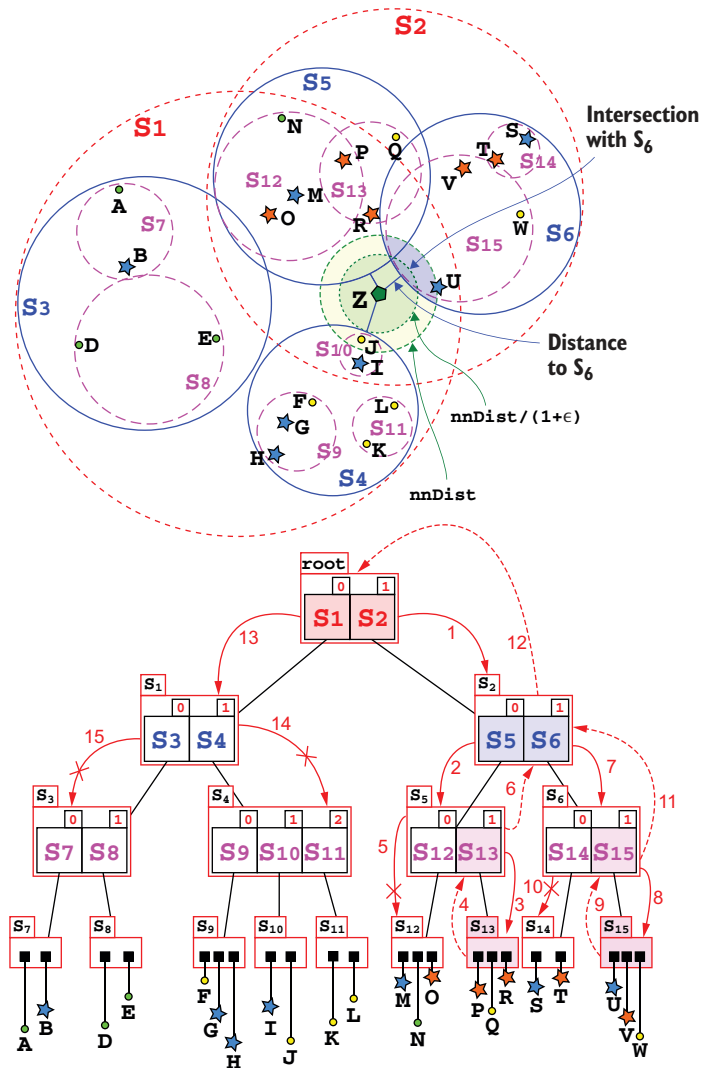 S2
S5
S1
Intersection
with S6
N
Q
S
P
T
S14
V
S12
S13
M
A
O
R
W
S7
S15
S6
B
U
Z
S3
D
E
J
Distance
to S6
S10
I
S8
F
L
nnDist/(1+ϵ)
G
S11
H
S9
K
S4
nnDist
root
0 1
S1 S2
13
1
12
S1
0 1
S3 S4
S2
0 1
S5 S6
15
14
2
6
7
11
S3
0 1
S7 S8
S4
0 1 2
S9 S10 S11
S5
0 1
S12 S13
S6
0 1
S14 S15
5
4
3
10
9
8
S7
S8
S9
S10
S11
S12
S13
S14
S15
A
B
D
E
F
G
H
I
J
K
L
M
N
O
P
Q
R
S
T
U
V
W